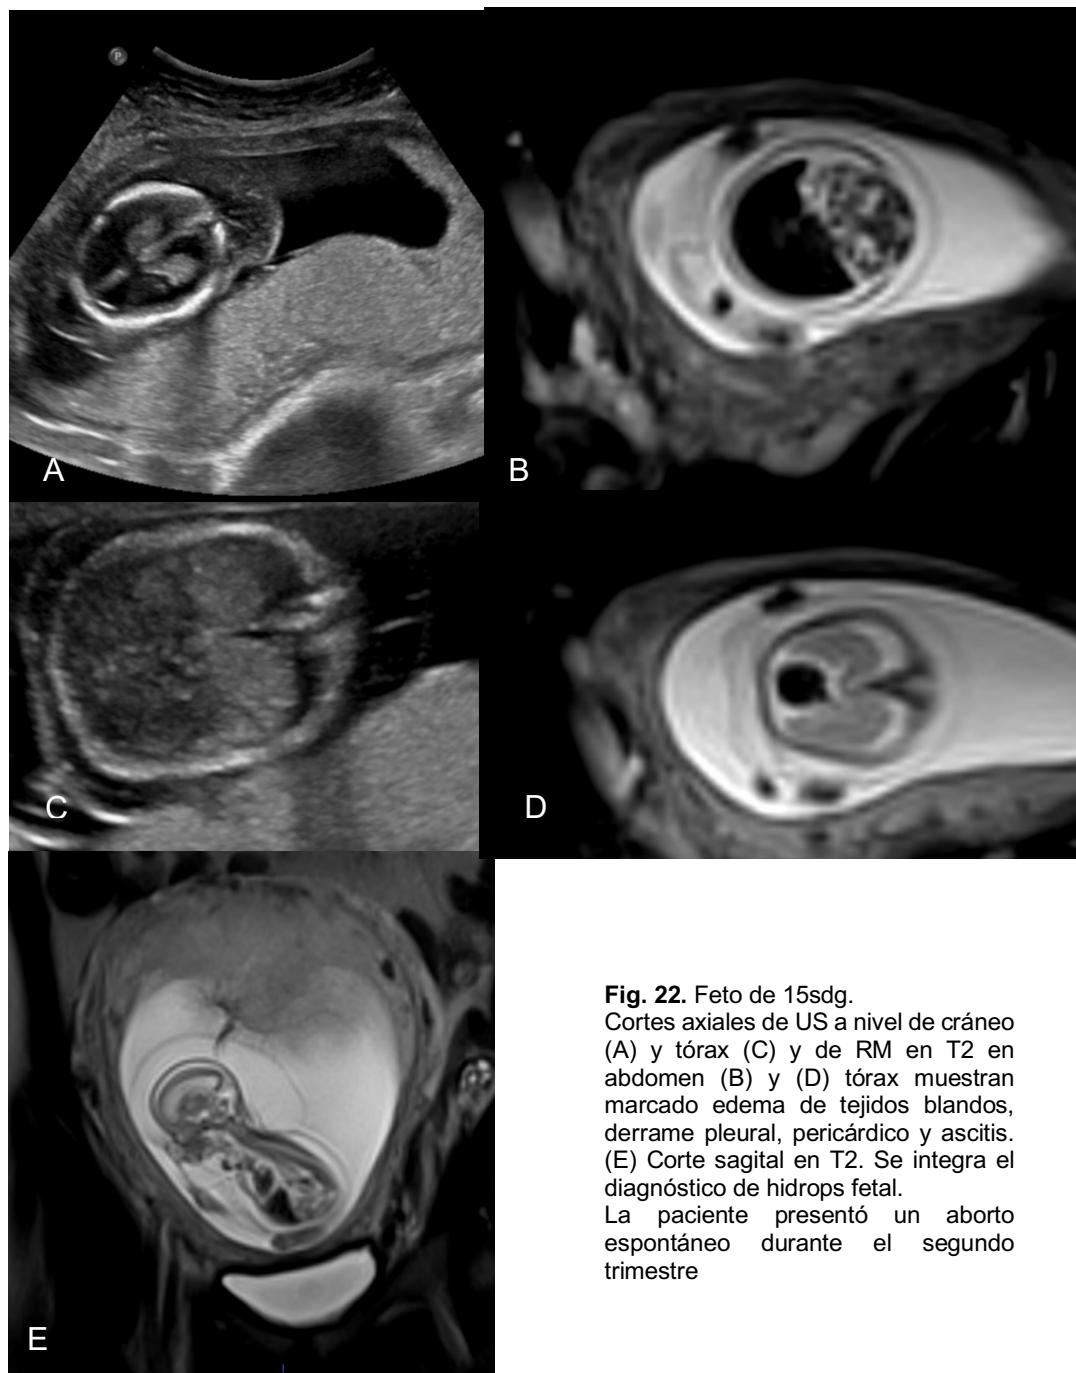 P
A
B
C
D
E
Fig. 22. Feto de 15sdg.
Cortes axiales de US a nivel de cráneo
(A) y tórax (C) y de RM en T2 en
abdomen (B) y (D) tórax muestran
marcado edema de tejidos blandos,
derrame pleural, pericárdico y ascitis.
(E) Corte sagital en T2. Se integra el
diagnóstico de hidrops fetal.
La paciente presentó un aborto
espontáneo durante el segundo
trimestre